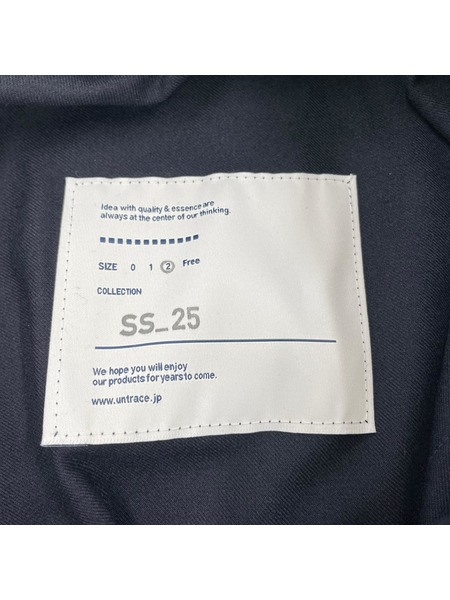 Idea with quality & essence are
always at the center of our thinking.
SIZE 0 1 2 Free
COLLECTION
SS_25
We hope you will enjoy
our products for years to come.
www.untrace.jp